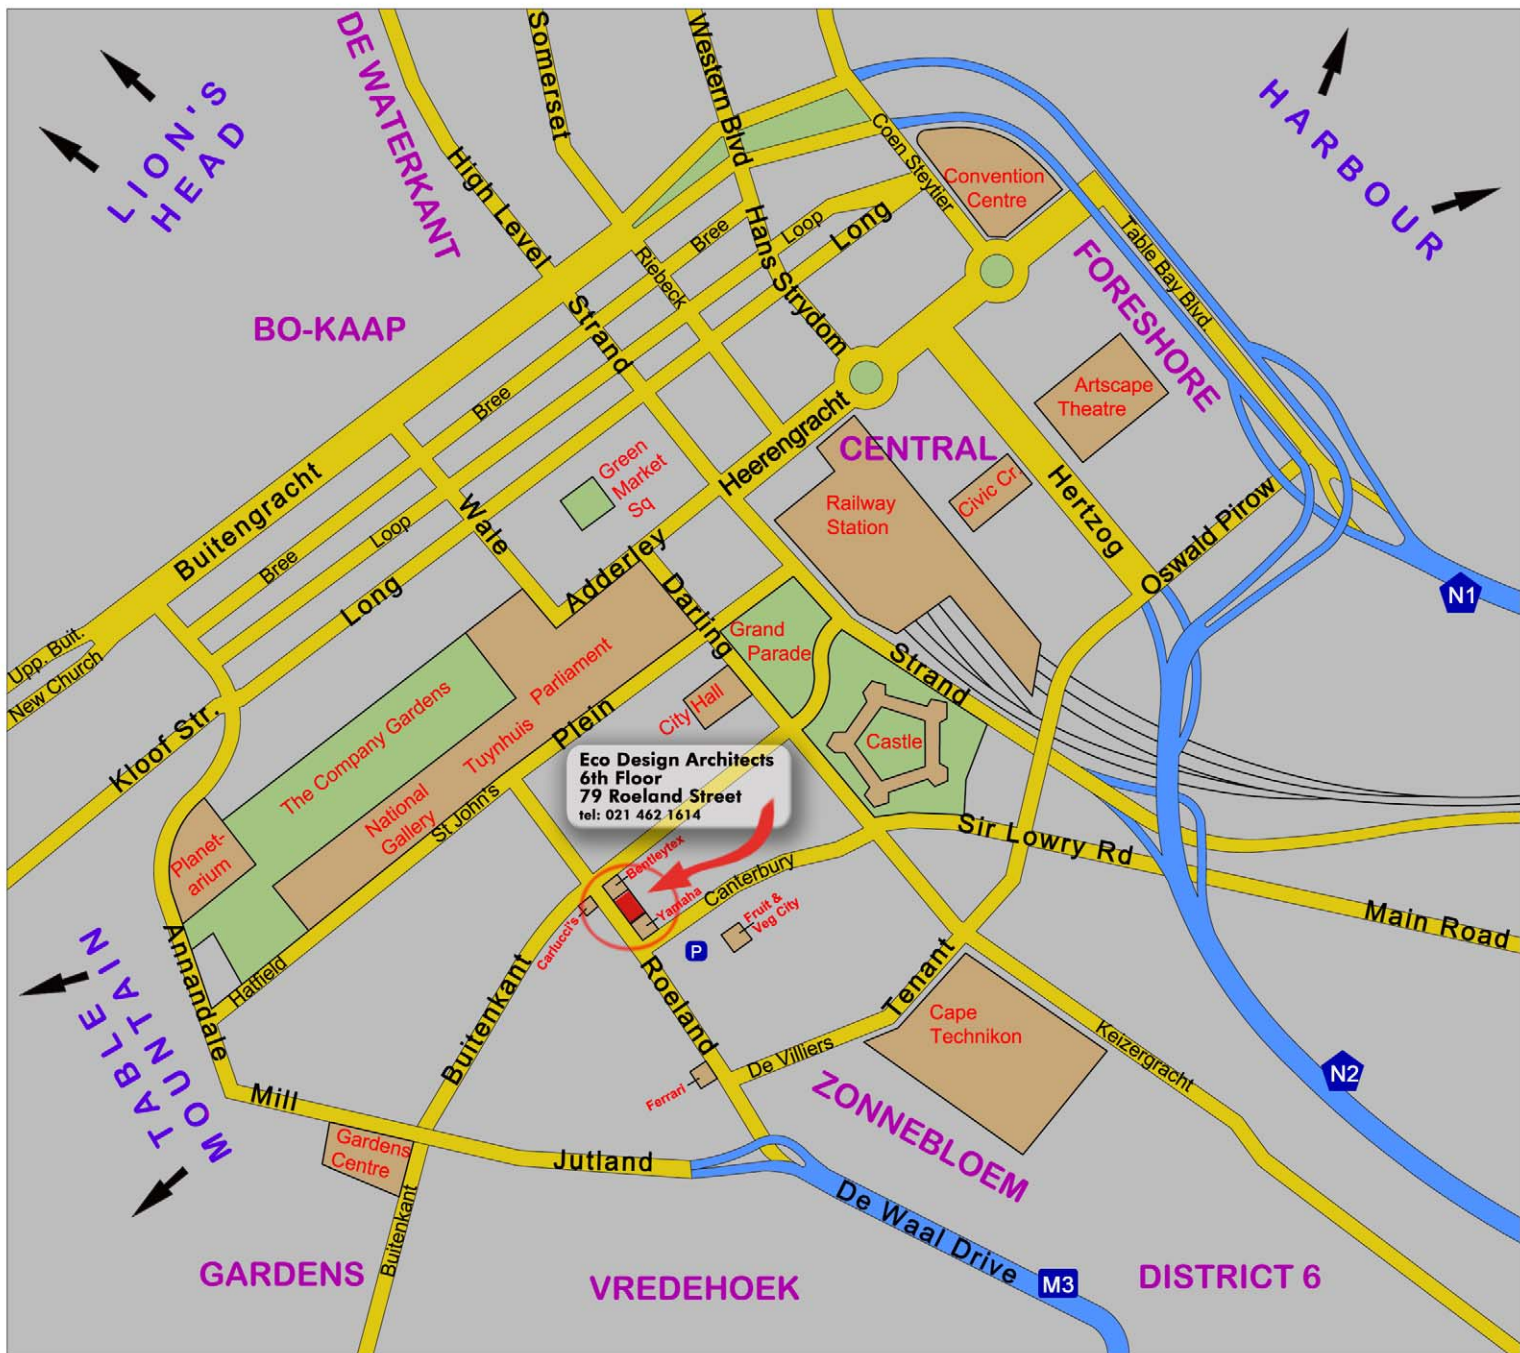 DE WATERKANT
Somerset
Western Blvd
LION'S
HEAD
High Level
Coen Steytler
Convention
Centre
HARBOUR
BO-KAAP
Riebeck
Bree
Loop
Long
Hans Strydom
Strand
Table Bay Blvd.
FORESHORE
Artscape
Theatre
Bree
Heerengracht
CENTRAL
Green
Market
Sq
Railway
Station
Civic Cr.
Hertzog
Oswald Pirow
Buitengracht
Bree
Loop
Long
Wale
Adderley
Darling
N1
Upp. Buit.
New Church
Kloof Str.
Grand
Parade
Strand
Parliament
City Hall
Castle
The Company Gardens
Tuynhuis
Plein
National
Gallery
St John's
Eco Design Architects
6th Floor
79 Roeland Street
tel: 021 462 1614
Planet-
arium
Sir Lowry Rd
Main Road
Bentleytex
Yamaha
Carlucci's
Canterbury
Fruit &
Veg City
P
Annandale
Hatfield
TABLE
MOUNTAIN
Buitenkant
Roeland
Tenant
Cape
Technikon
De Villiers
Keizergracht
N2
Ferrari
Mill
ZONNEBLOEM
Gardens
Centre
Jutland
Buitenkant
De Waal Drive
M3
GARDENS
VREDEHOEK
DISTRICT 6